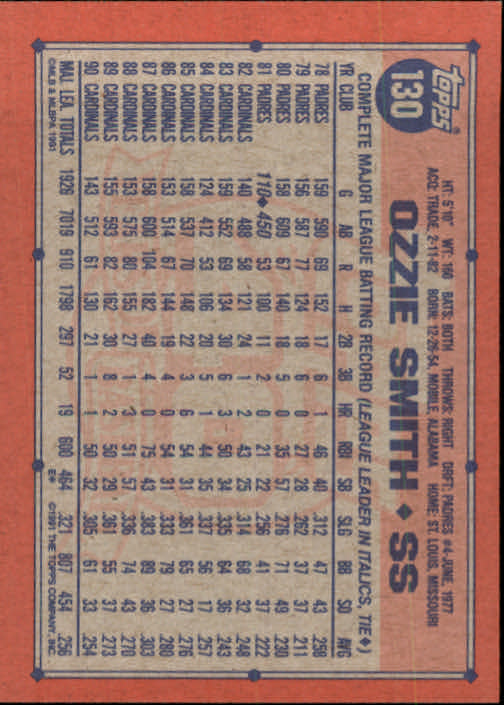 Topps®
130
HT: 5'10" WT: 160 BATS: BOTH THROWS: RIGHT DRFT: PADRES #4-JUNE, 1977
ACQ: TRADE, 2-11-82 BORN: 12-26-54, MOBILE, ALABAMA HOME: ST. LOUIS, MISSOURI
OZZIE SMITH ◆ SS
COMPLETE MAJOR LEAGUE BATTING RECORD (LEAGUE LEADER IN ITALICS, TIE◆)
YR CLUB G AB R H 2B 3B HR RBI SB SLG BB SO AVG
78 PADRES 159 590 69 152 17 6 1 46 40 .312 47 43 .258
79 PADRES 156 587 77 124 18 6 0 27 28 .262 37 37 .211
80 PADRES 158 609 67 140 18 5 0 35 57 .276 71 49 .230
81 PADRES 110◆ 450 53 100 11 2 0 21 22 .256 41 37 .222
82 CARDINALS 140 488 58 121 24 1 2 43 25 .314 68 32 .248
83 CARDINALS 159 552 69 134 30 6 3 50 34 .335 64 36 .243
84 CARDINALS 124 412 53 106 20 5 1 44 35 .337 56 17 .257
85 CARDINALS 158 537 70 148 22 3 6 54 31 .361 65 27 .276
86 CARDINALS 153 514 67 144 19 4 0 54 31 .333 79 27 .280
87 CARDINALS 158 600 104 182 40 4 0 75 43 .383 89 36 .303
88 CARDINALS 153 575 80 155 27 1 3 51 57 .336 74 43 .270
89 CARDINALS 155 593 82 162 30 8 2 50 29 .361 55 37 .273
90 CARDINALS 143 512 61 130 21 1 1 50 32 .305 61 33 .254
MAJ. LEA. TOTALS 1926 7019 910 1798 297 52 19 600 464 .321 807 454 .256
©MLB & MLBPA 1991 E* ©1991 THE TOPPS COMPANY, INC.